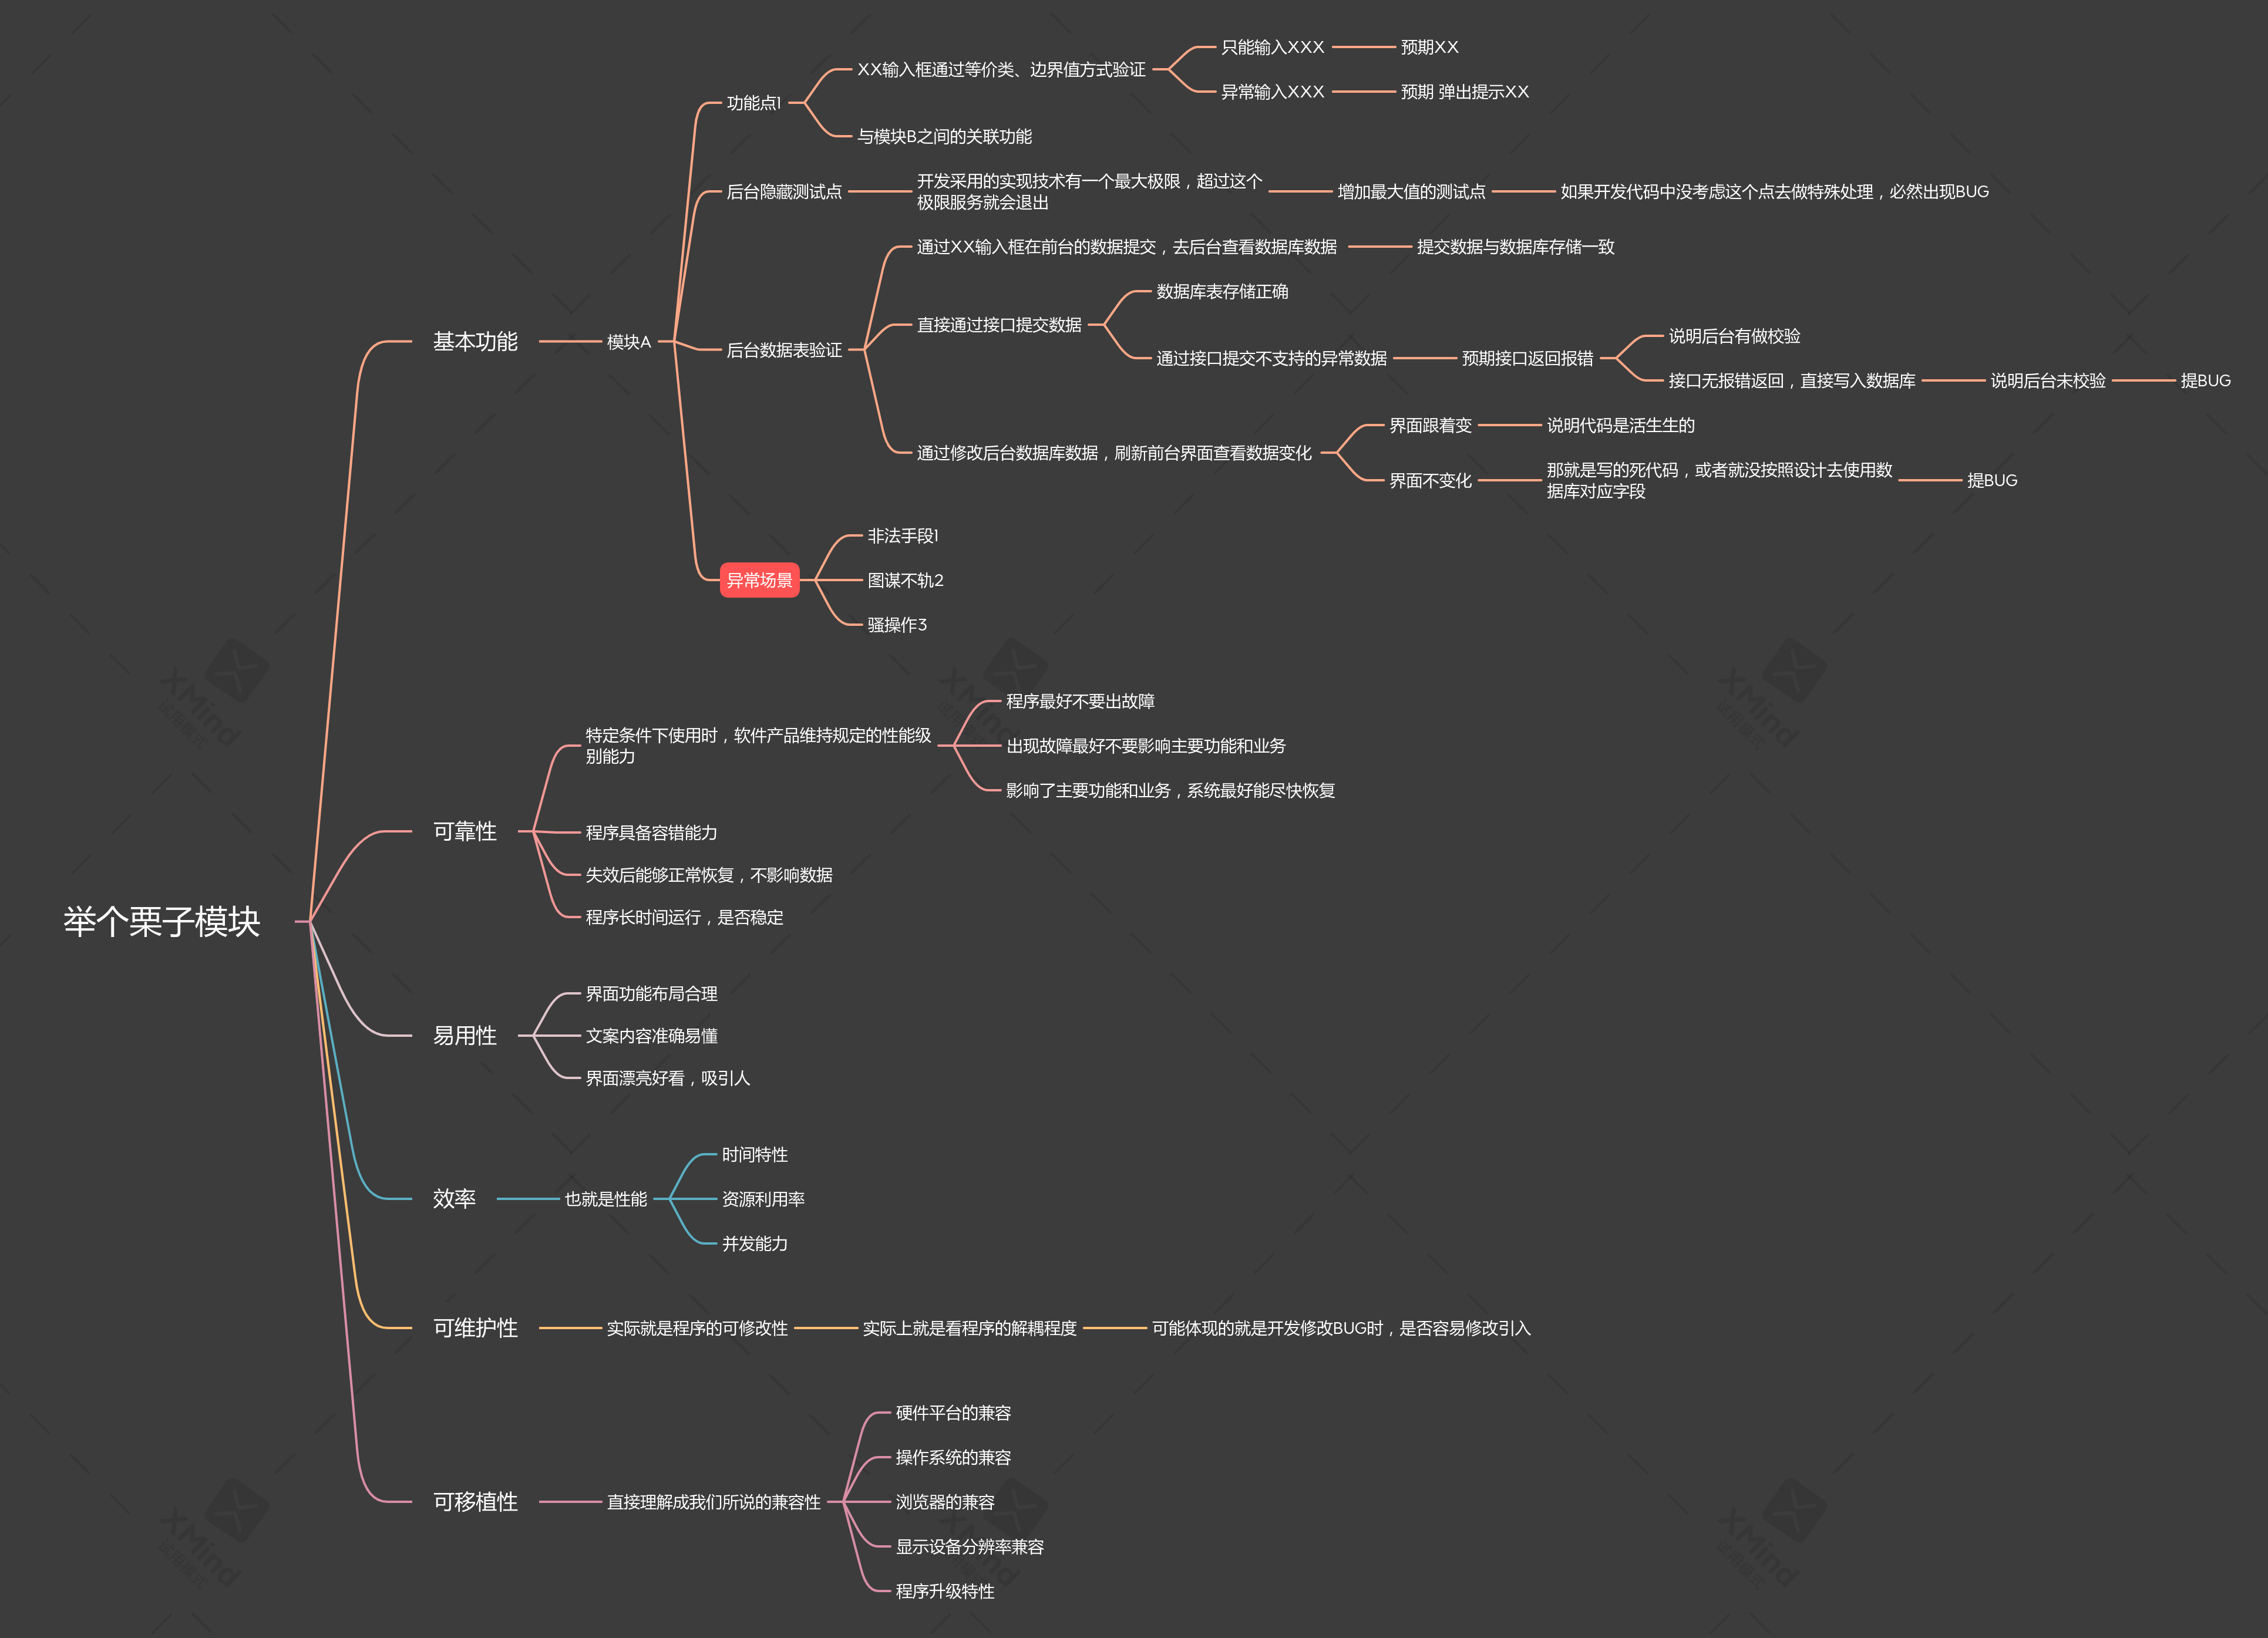 举个栗子模块
基本功能
模块A
功能点1
XX输入框通过等价类、边界值方式验证
只能输入XXX
预期XX
异常输入XXX
预期 弹出提示XX
与模块B之间的关联功能
后台隐藏测试点
开发采用的实现技术有一个最大极限，超过这个
极限服务就会退出
增加最大值的测试点
如果开发代码中没考虑这个点去做特殊处理，必然出现BUG
后台数据表验证
通过XX输入框在前台的数据提交，去后台查看数据库数据
提交数据与数据库存储一致
直接通过接口提交数据
数据库表存储正确
通过接口提交不支持的异常数据
预期接口返回报错
说明后台有做校验
接口无报错返回，直接写入数据库
说明后台未校验
提BUG
通过修改后台数据库数据，刷新前台界面查看数据变化
界面跟着变
说明代码是活生生的
界面不变化
那就是写的死代码，或者就没按照设计去使用数
据库对应字段
提BUG
异常场景
非法手段1
图谋不轨2
骚操作3
可靠性
特定条件下使用时，软件产品维持规定的性能级
别能力
程序最好不要出故障
出现故障最好不要影响主要功能和业务
影响了主要功能和业务，系统最好能尽快恢复
程序具备容错能力
失效后能够正常恢复，不影响数据
程序长时间运行，是否稳定
易用性
界面功能布局合理
文案内容准确易懂
界面漂亮好看，吸引人
效率
也就是性能
时间特性
资源利用率
并发能力
可维护性
实际就是程序的可修改性
实际上就是看程序的解耦程度
可能体现的就是开发修改BUG时，是否容易修改引入
可移植性
直接理解成我们所说的兼容性
硬件平台的兼容
操作系统的兼容
浏览器的兼容
显示设备分辨率兼容
程序升级特性
XMind
试用模式
XMind
试用模式
XMind
试用模式
XMind
试用模式
XMind
试用模式
XMind
试用模式